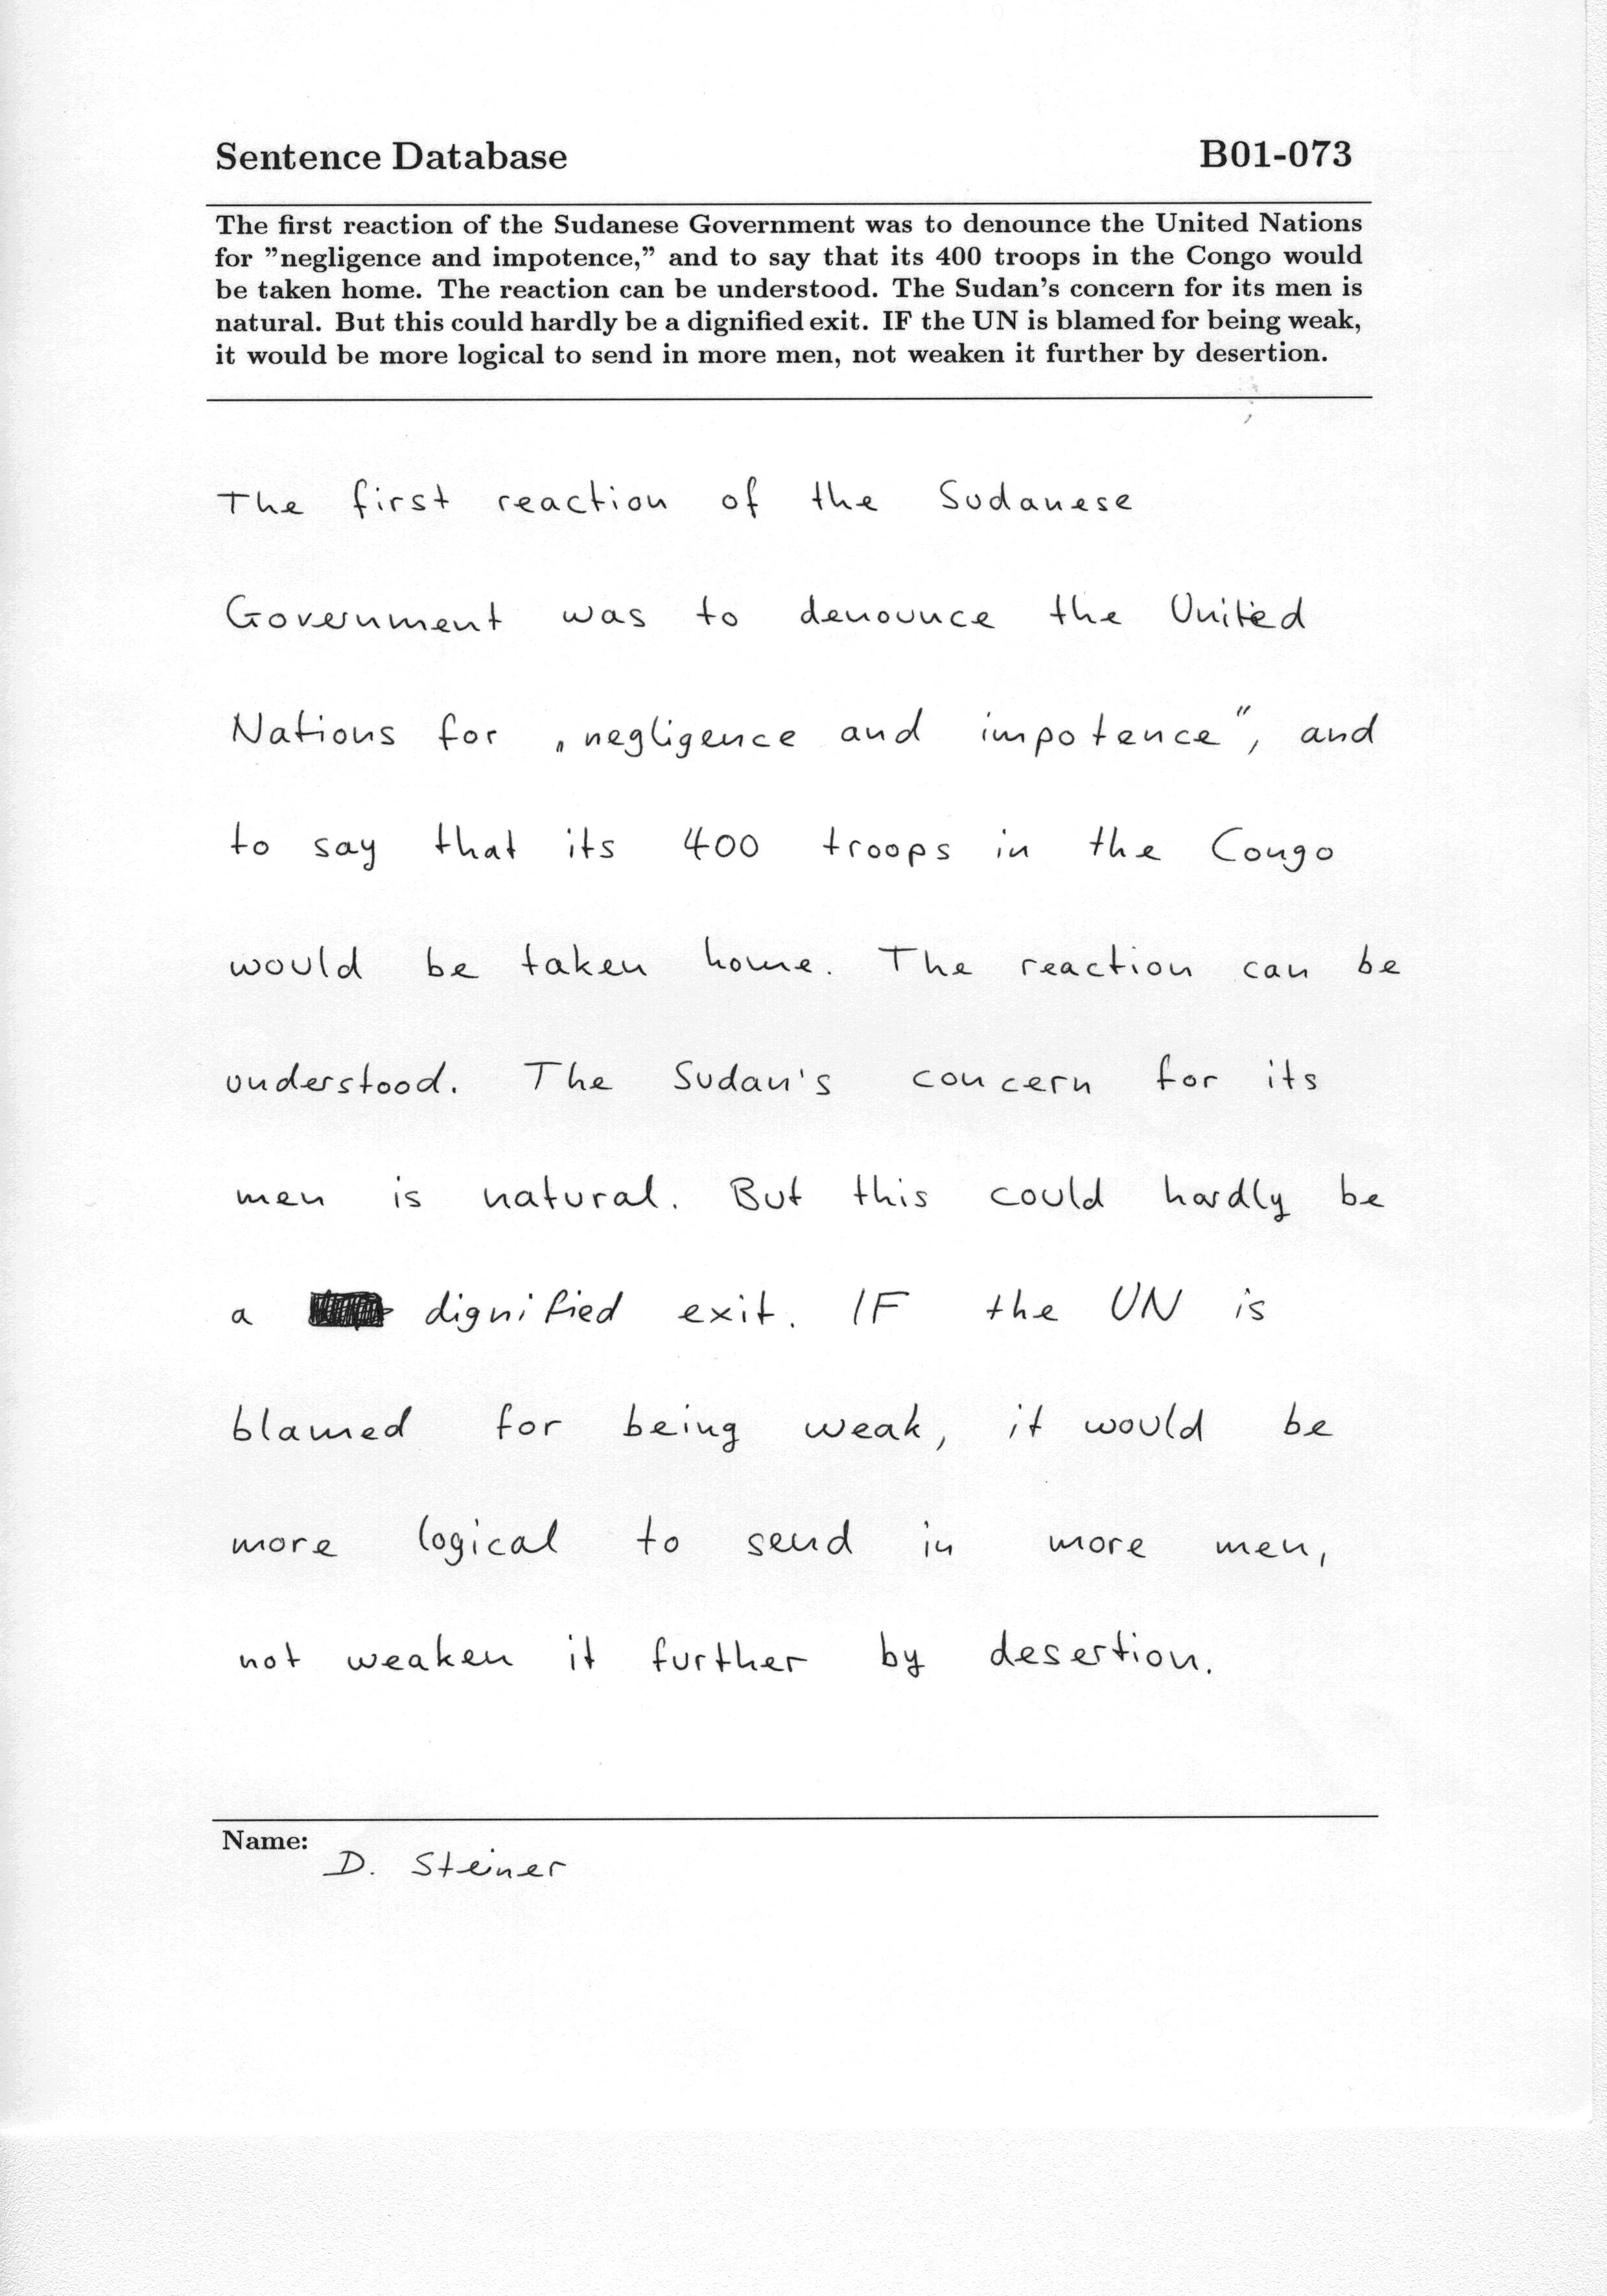 Sentence Database B01-073
The first reaction of the Sudanese Government was to denounce the United Nations
for ”negligence and impotence,” and to say that its 400 troops in the Congo would
be taken home. The reaction can be understood. The Sudan's concern for its men is
natural. But this could hardly be a dignified exit. IF the UN is blamed for being weak,
it would be more logical to send in more men, not weaken it further by desertion.
The first reaction of the Sudanese
Government was to denounce the United
Nations for „negligence and impotence”, and
to say that its 400 troops in the Congo
would be taken home. The reaction can be
understood. The Sudan's concern for its
men is natural. But this could hardly be
a dignified exit. IF the UN is
blamed for being weak, it would be
more logical to send in more men,
not weaken it further by desertion.
Name: D. Steiner